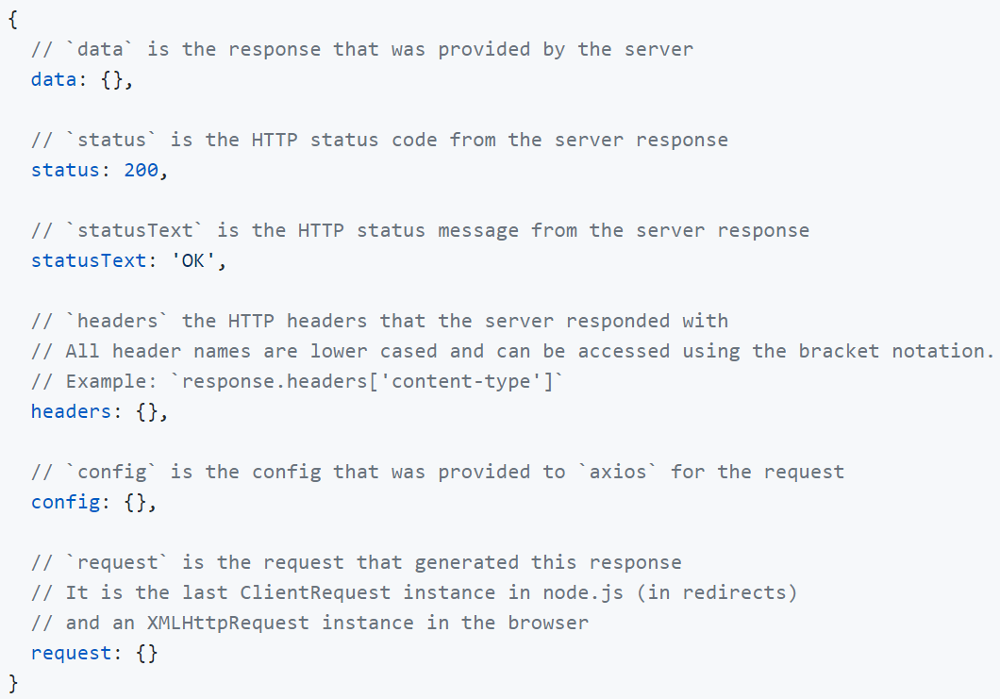 {
  // `data` is the response that was provided by the server
  data: {},

  // `status` is the HTTP status code from the server response
  status: 200,

  // `statusText` is the HTTP status message from the server response
  statusText: 'OK',

  // `headers` the HTTP headers that the server responded with
  // All header names are lower cased and can be accessed using the bracket notation.
  // Example: `response.headers['content-type']`
  headers: {},

  // `config` is the config that was provided to `axios` for the request
  config: {},

  // `request` is the request that generated this response
  // It is the last ClientRequest instance in node.js (in redirects)
  // and an XMLHttpRequest instance in the browser
  request: {}
}